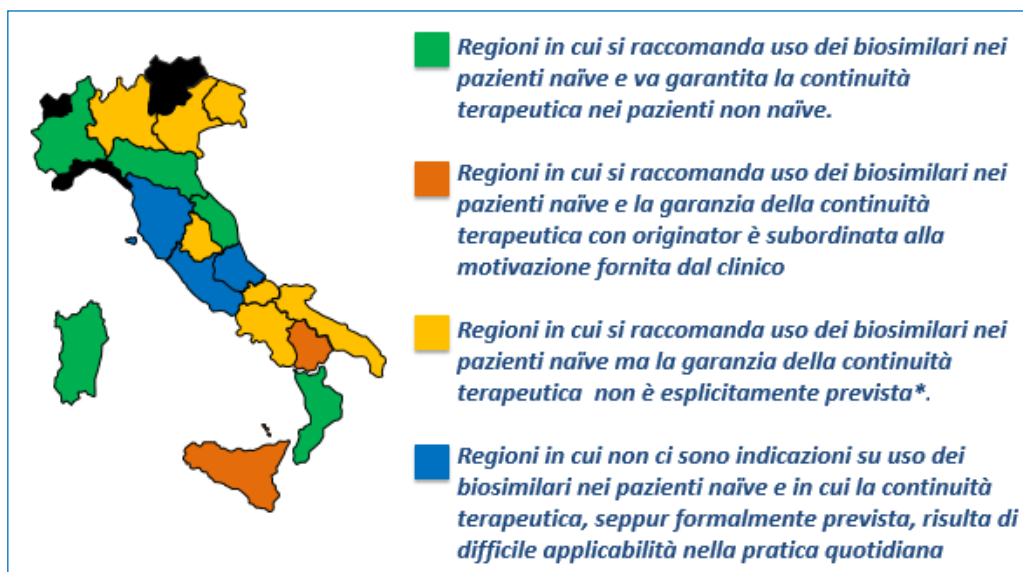 Regioni in cui si raccomanda uso dei biosimilari nei
pazienti naïve e va garantita la continuità
terapeutica nei pazienti non naïve.
Regioni in cui si raccomanda uso dei biosimilari nei
pazienti naïve e la garanzia della continuità
terapeutica con originator è subordinata alla
motivazione fornita dal clinico
Regioni in cui si raccomanda uso dei biosimilari nei
pazienti naïve ma la garanzia della continuità
terapeutica non è esplicitamente prevista*.
Regioni in cui non ci sono indicazioni su uso dei
biosimilari nei pazienti naïve e in cui la continuità
terapeutica, seppur formalmente prevista, risulta di
difficile applicabilità nella pratica quotidiana